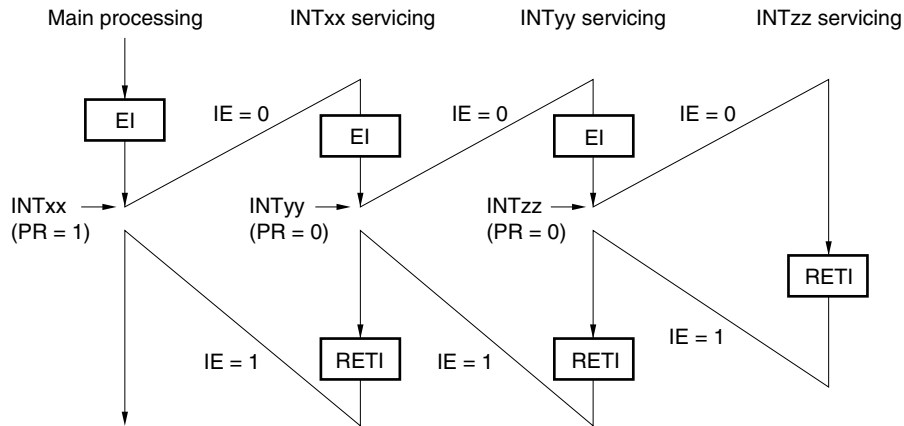 Main processing
INTxx servicing
INTyy servicing
INTzz servicing
EI
IE = 0
EI
IE = 0
EI
IE = 0
INTxx
(PR = 1)
INTyy
(PR = 0)
INTzz
(PR = 0)
RETI
IE = 1
RETI
IE = 1
RETI
IE = 1